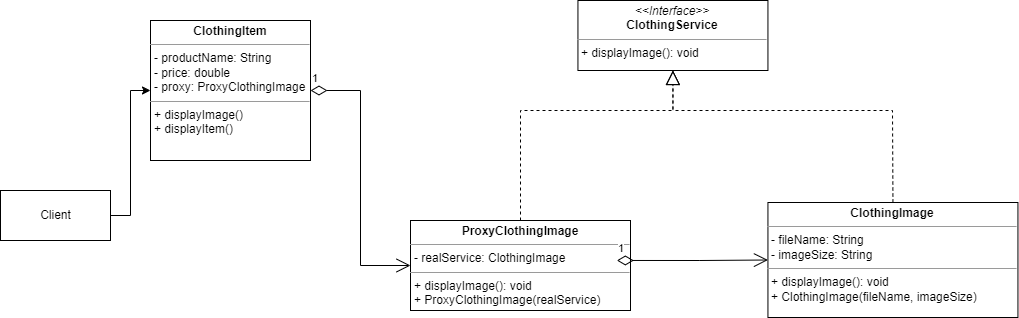 <<Interface>>
ClothingService
+ displayImage(): void
ClothingItem
- productName: String
- price: double
- proxy: ProxyClothingImage
+ displayImage()
+ displayItem()
1
Client
ProxyClothingImage
- realService: ClothingImage
+ displayImage(): void
+ ProxyClothingImage(realService)
1
ClothingImage
- fileName: String
- imageSize: String
+ displayImage(): void
+ ClothingImage(fileName, imageSize)